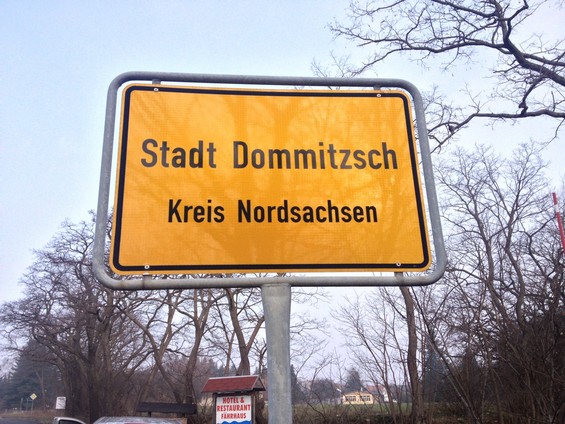 Stadt Dommitzsch
Kreis Nordsachsen
HOTEL &
RESTAURANT
FÄHRHAUS